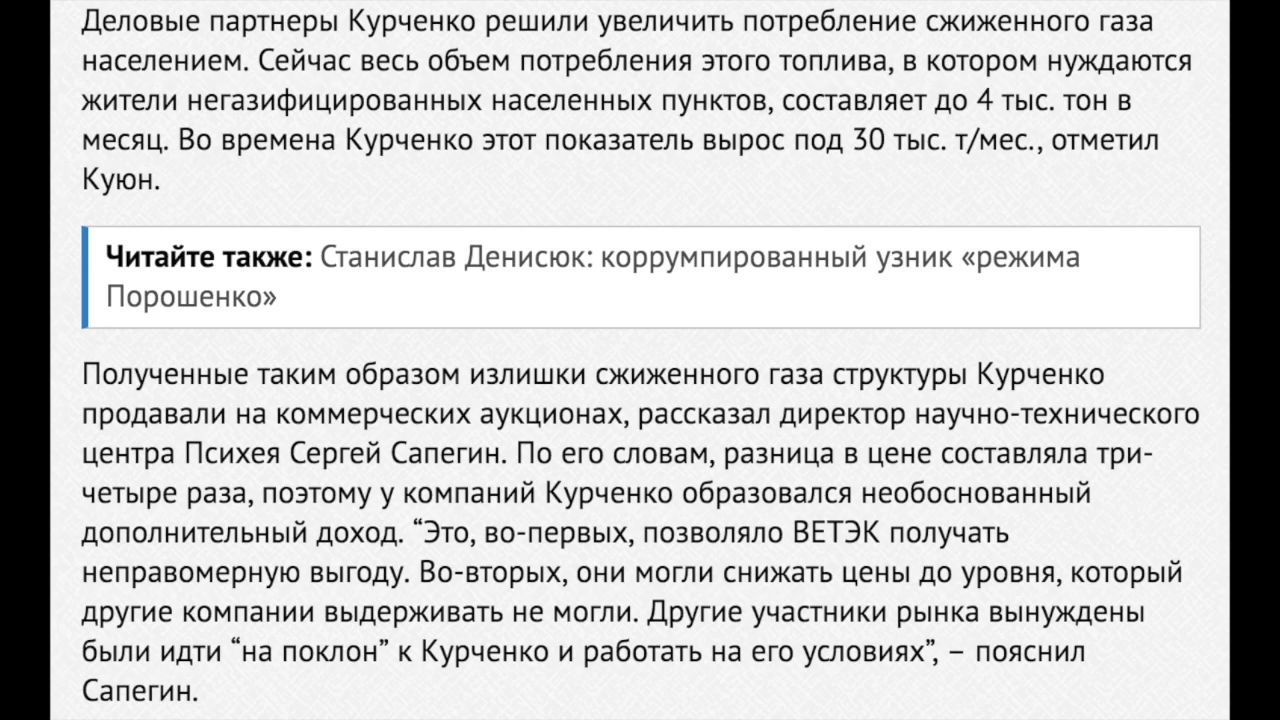 Деловые партнеры Курченко решили увеличить потребление сжиженного газа
населением. Сейчас весь объем потребления этого топлива, в котором нуждаются
жители негазифицированных населенных пунктов, составляет до 4 тыс. тон в
месяц. Во времена Курченко этот показатель вырос под 30 тыс. т/мес., отметил
Куюн.
Читайте также: Станислав Денисюк: коррумпированный узник «режима
Порошенко»
Полученные таким образом излишки сжиженного газа структуры Курченко
продавали на коммерческих аукционах, рассказал директор научно-технического
центра Психея Сергей Сапегин. По его словам, разница в цене составляла три-
четыре раза, поэтому у компаний Курченко образовался необоснованный
дополнительный доход. “Это, во-первых, позволяло ВЕТЭК получать
неправомерную выгоду. Во-вторых, они могли снижать цены до уровня, который
другие компании выдерживать не могли. Другие участники рынка вынуждены
были идти “на поклон” к Курченко и работать на его условиях”, – пояснил
Сапегин.